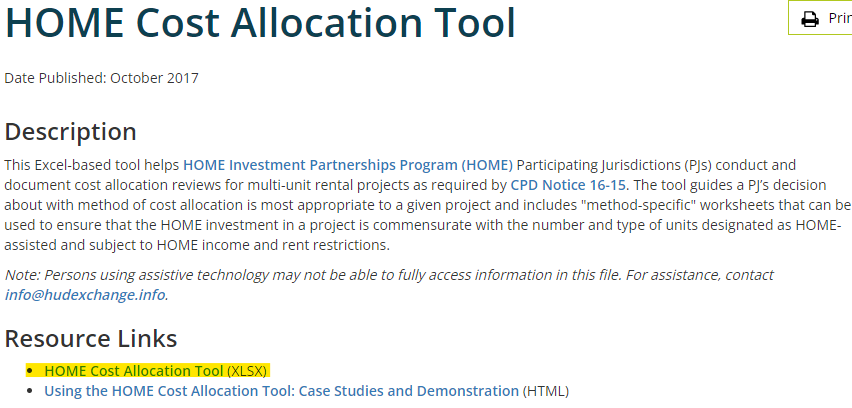 HOME Cost Allocation Tool
Prin
Date Published: October 2017
Description
This Excel-based tool helps HOME Investment Partnerships Program (HOME) Participating Jurisdictions (PJs) conduct and
document cost allocation reviews for multi-unit rental projects as required by CPD Notice 16-15. The tool guides a PJ's decision
about with method of cost allocation is most appropriate to a given project and includes "method-specific" worksheets that can be
used to ensure that the HOME investment in a project is commensurate with the number and type of units designated as HOME-
assisted and subject to HOME income and rent restrictions.
Note: Persons using assistive technology may not be able to fully access information in this file. For assistance, contact
info@hudexchange.info.
Resource Links
• HOME Cost Allocation Tool (XLSX)
• Using the HOME Cost Allocation Tool: Case Studies and Demonstration (HTML)